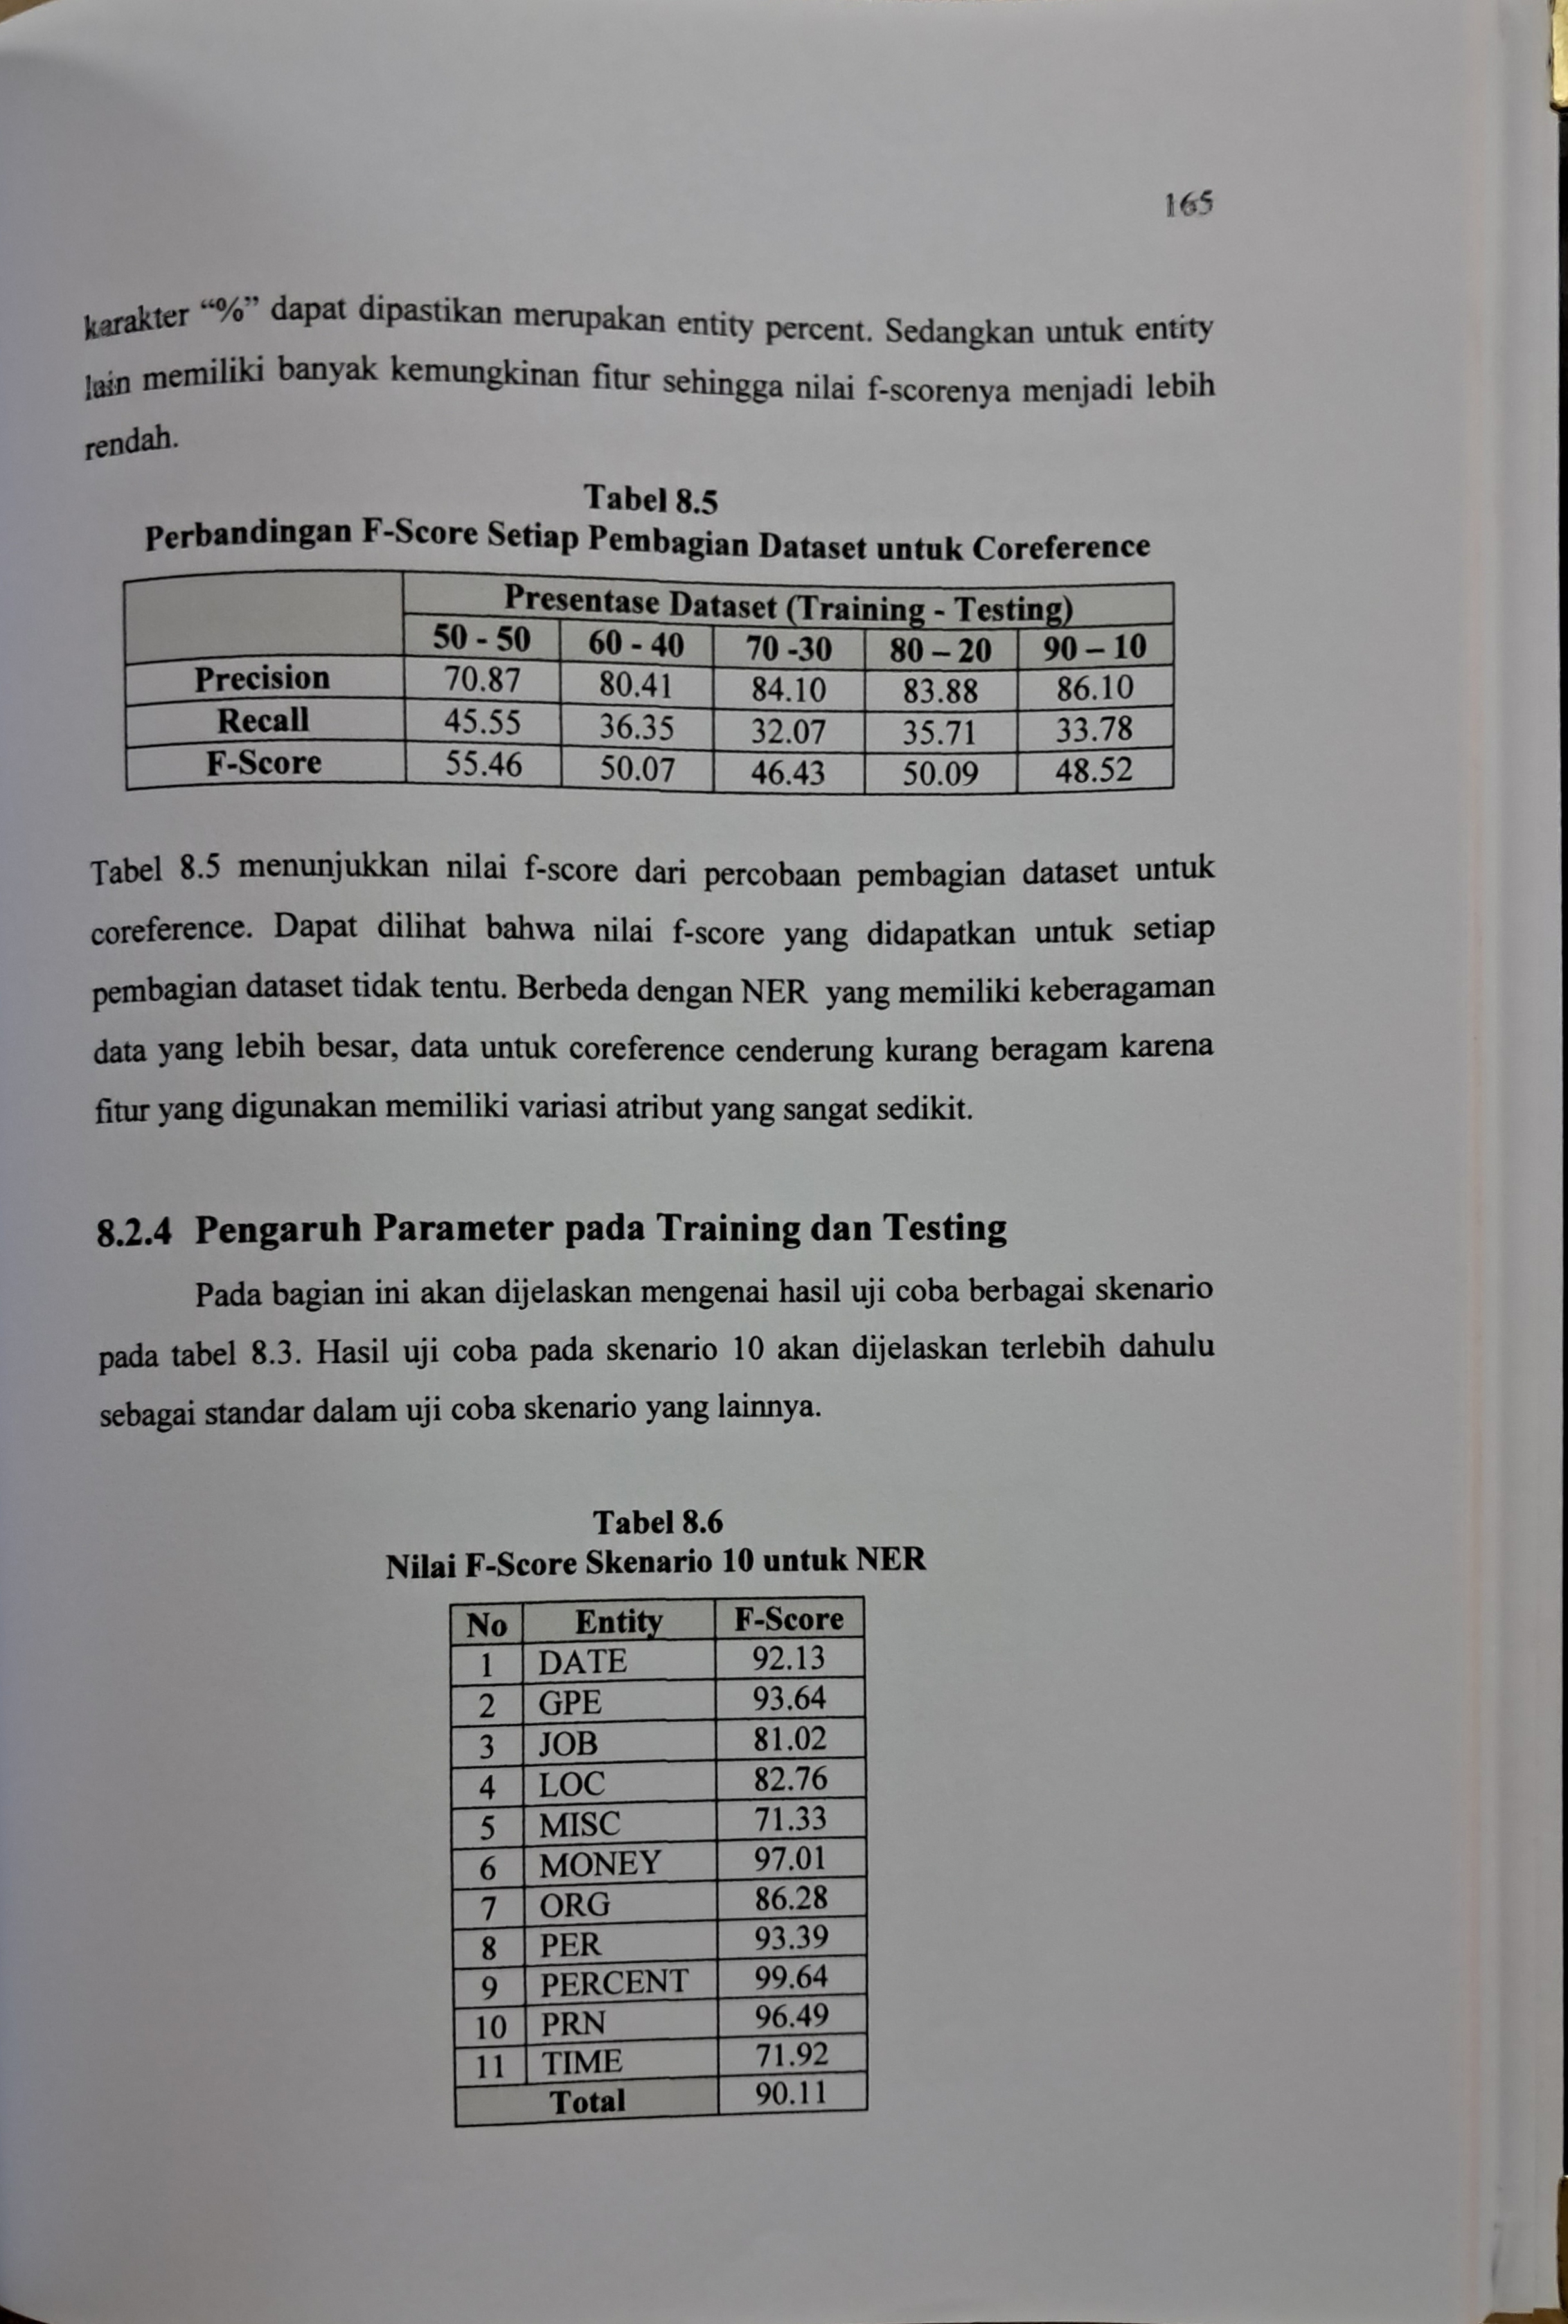 165
karakter “%” dapat dipastikan merupakan entity percent. Sedangkan untuk entity
lain memiliki banyak kemungkinan fitur sehingga nilai f-scorenya menjadi lebih
rendah.
Tabel 8.5
Perbandingan F-Score Setiap Pembagian Dataset untuk Coreference
Presentase Dataset (Training - Testing)
50 - 50 60 - 40 70 -30 80 – 20 90 – 10
Precision 70.87 80.41 84.10 83.88 86.10
Recall 45.55 36.35 32.07 35.71 33.78
F-Score 55.46 50.07 46.43 50.09 48.52
Tabel 8.5 menunjukkan nilai f-score dari percobaan pembagian dataset untuk
coreference. Dapat dilihat bahwa nilai f-score yang didapatkan untuk setiap
pembagian dataset tidak tentu. Berbeda dengan NER yang memiliki keberagaman
data yang lebih besar, data untuk coreference cenderung kurang beragam karena
fitur yang digunakan memiliki variasi atribut yang sangat sedikit.
8.2.4 Pengaruh Parameter pada Training dan Testing
Pada bagian ini akan dijelaskan mengenai hasil uji coba berbagai skenario
pada tabel 8.3. Hasil uji coba pada skenario 10 akan dijelaskan terlebih dahulu
sebagai standar dalam uji coba skenario yang lainnya.
Tabel 8.6
Nilai F-Score Skenario 10 untuk NER
No Entity F-Score
1 DATE 92.13
2 GPE 93.64
3 JOB 81.02
4 LOC 82.76
5 MISC 71.33
6 MONEY 97.01
7 ORG 86.28
8 PER 93.39
9 PERCENT 99.64
10 PRN 96.49
11 TIME 71.92
Total 90.11